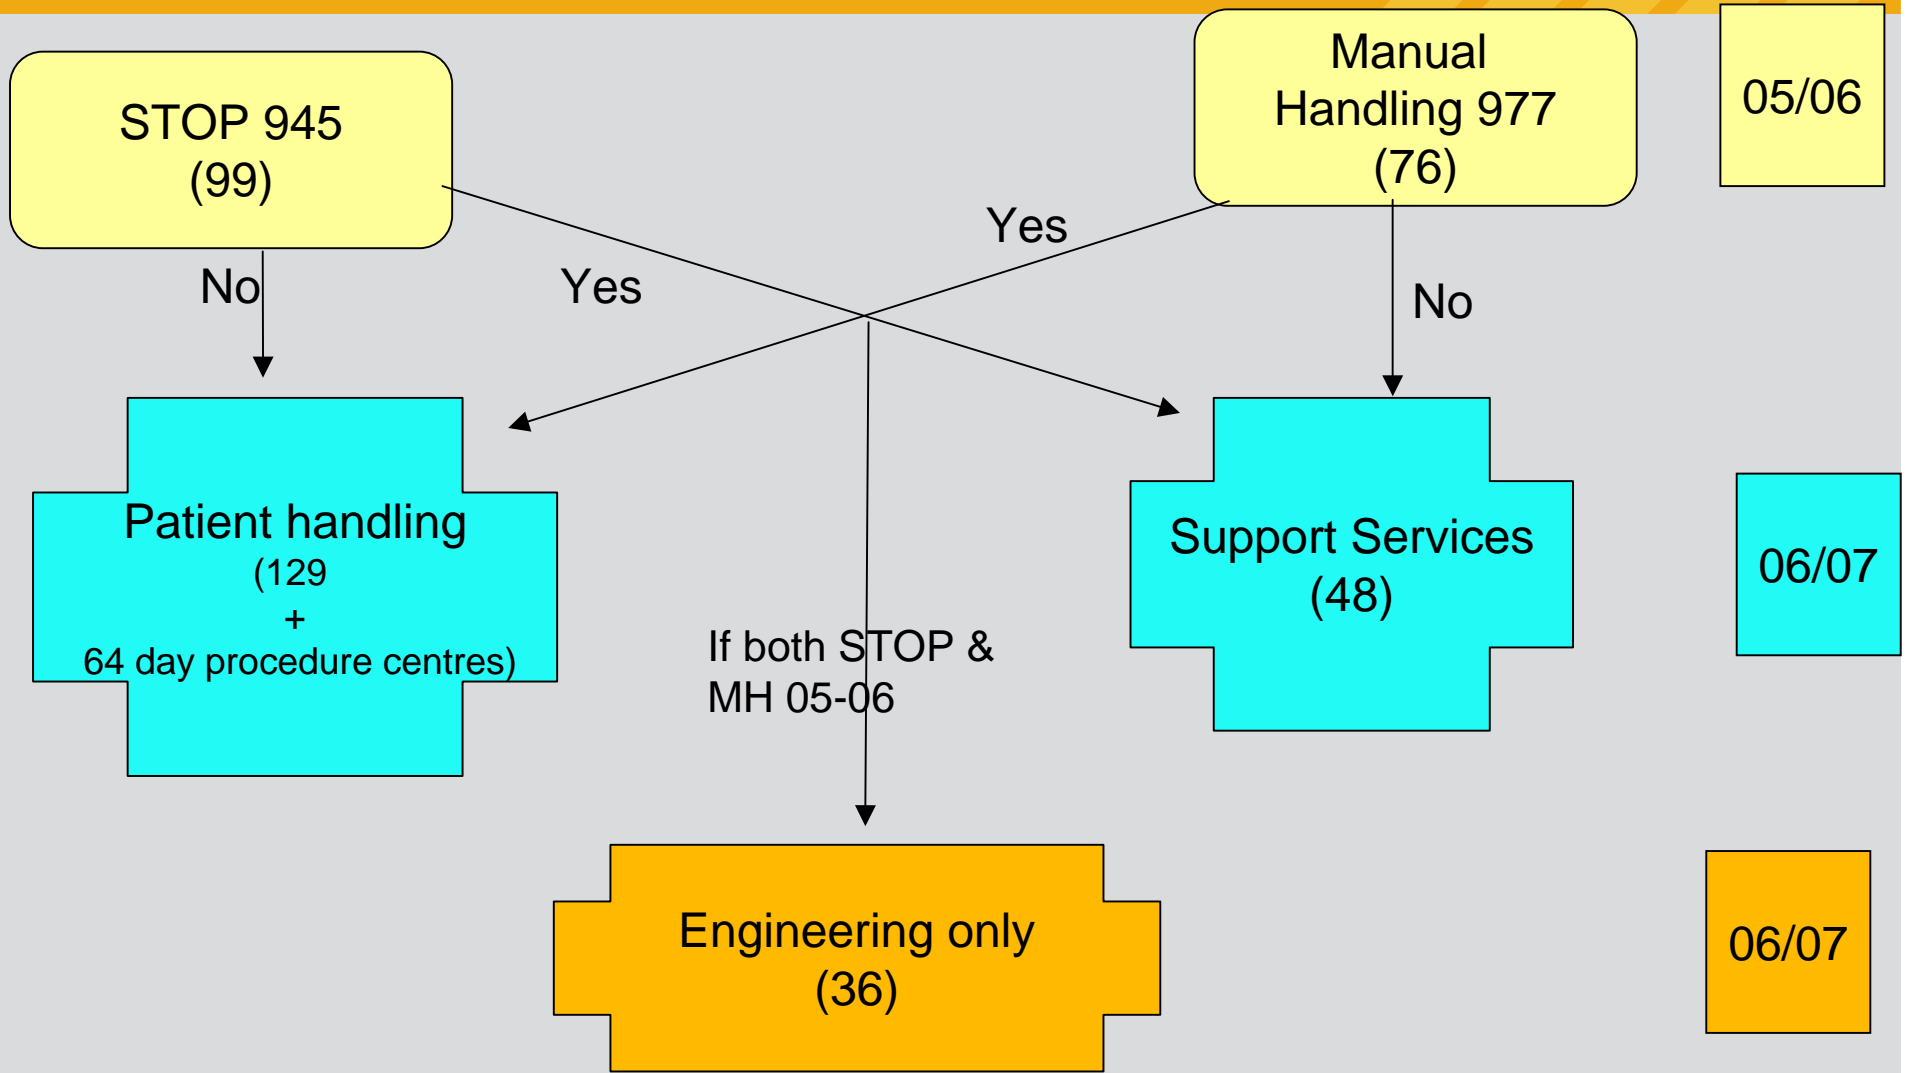 STOP 945
(99)
Manual
Handling 977
(76)
05/06
No
Yes
Yes
No
Patient handling
(129
+
64 day procedure centres)
Support Services
(48)
06/07
If both STOP &
MH 05-06
Engineering only
(36)
06/07